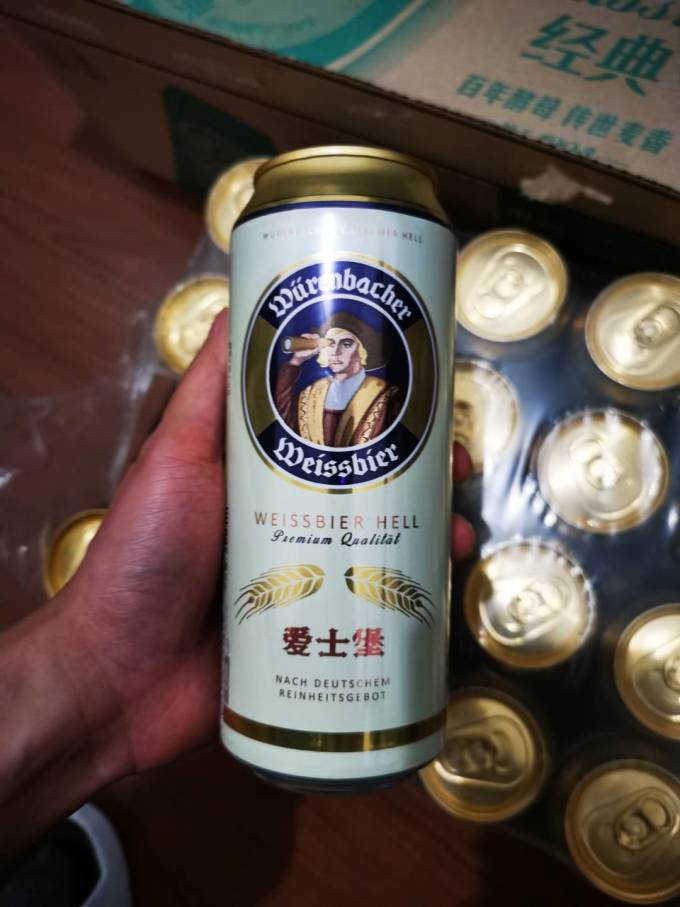 经典
百年酵母 传世麦香
Würenbacher
Weissbier
WEISSBIER HELL
Premium Qualität
爱士堡
NACH DEUTSCHEM
REINHEITSGEBOT